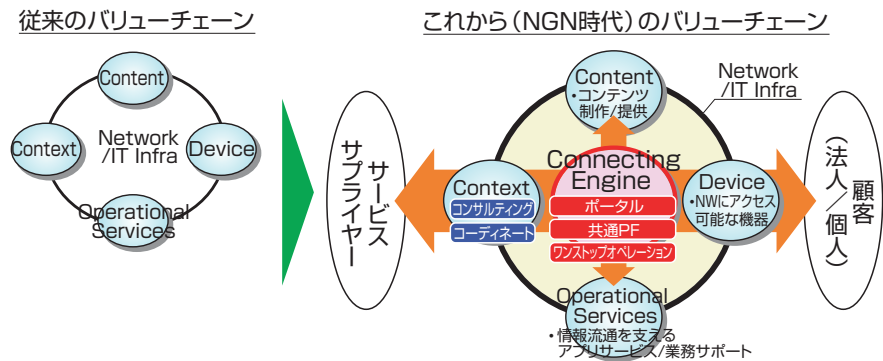 従来のバリューチェーン
Content
Context
Network
/IT Infra
Device
Operational
Services
これから（NGN時代）のバリューチェーン
サービス
サプライヤー
Content
・コンテンツ
制作/提供
Network
/IT Infra
Connecting
Engine
ポータル
共通PF
ワンストップオペレーション
Context
コンサルティング
コーディネート
Device
・NWにアクセス
可能な機器
Operational
Services
・情報流通を支える
アプリサービス/業務サポート
顧客
（法人／個人）